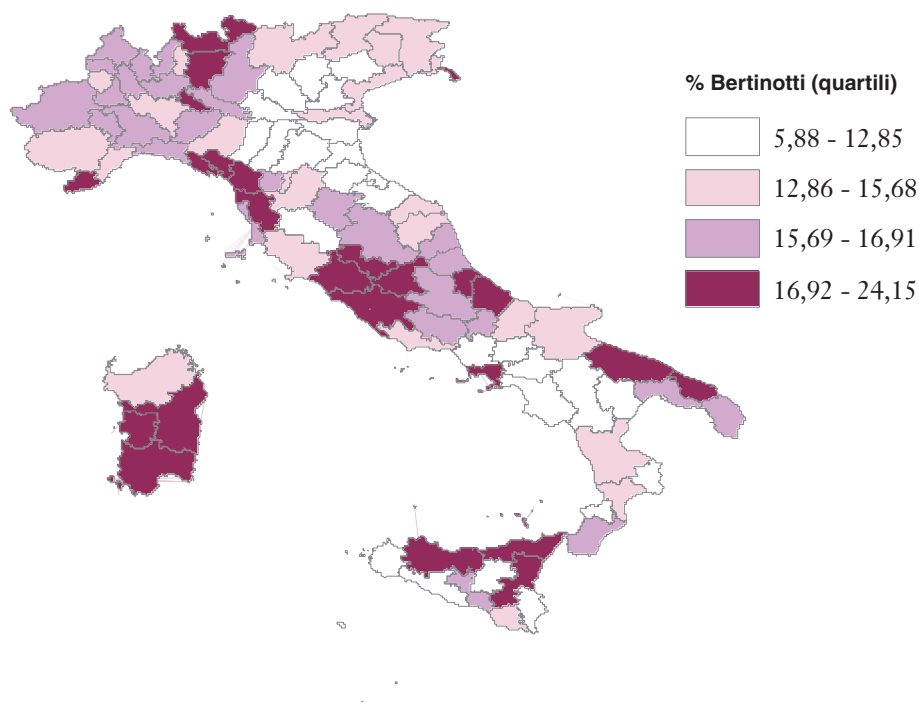 % Bertinotti (quartili)
5,88 - 12,85
12,86 - 15,68
15,69 - 16,91
16,92 - 24,15